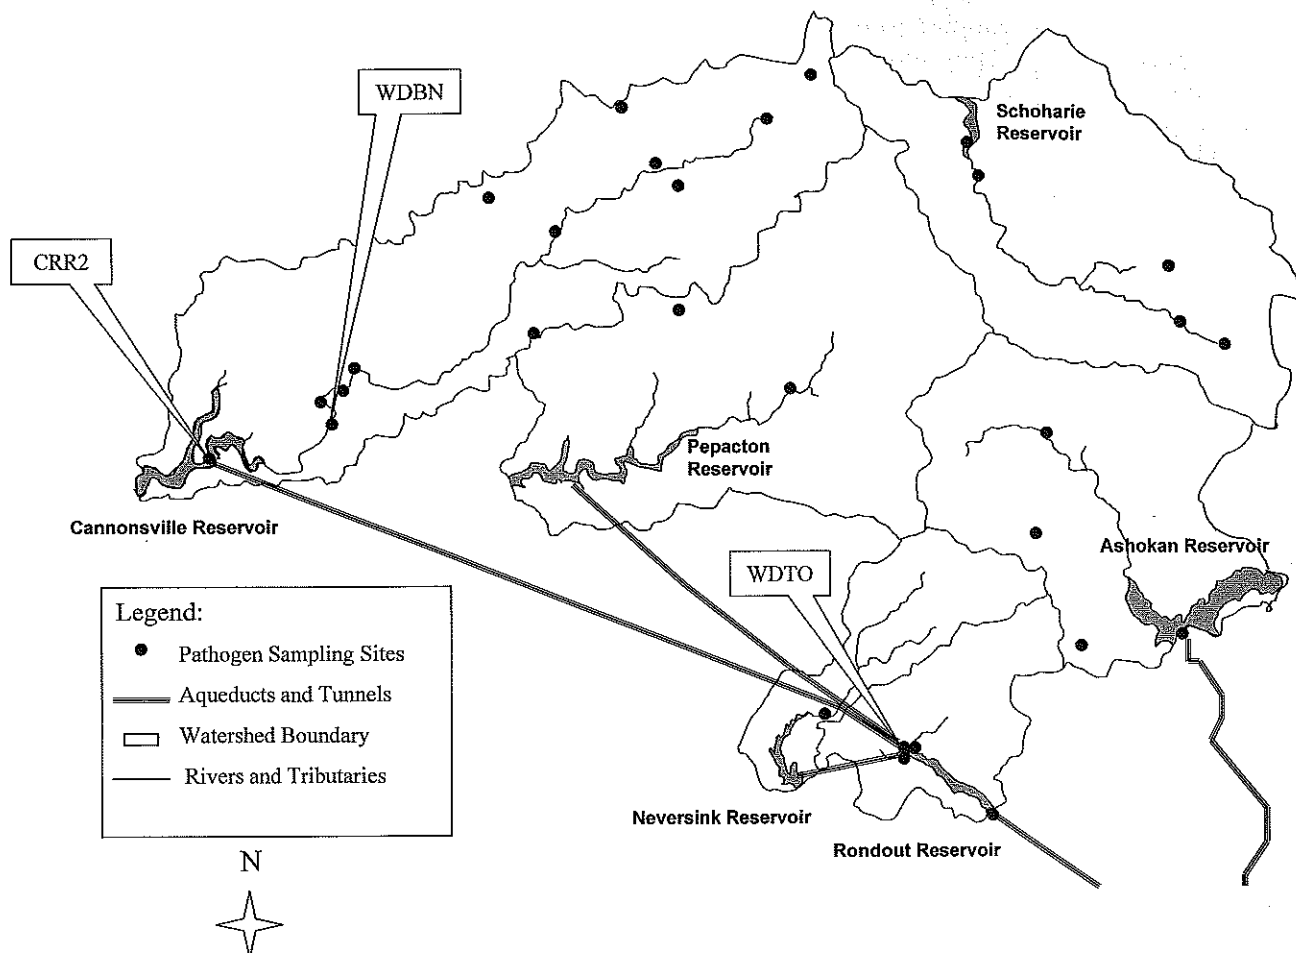 WDBN
Schoharie
Reservoir
CRR2
Pepacton
Reservoir
Cannonsville Reservoir
Ashokan Reservoir
WDTO
Legend:
Pathogen Sampling Sites
Aqueducts and Tunnels
Watershed Boundary
Rivers and Tributaries
Neversink Reservoir
Rondout Reservoir
N